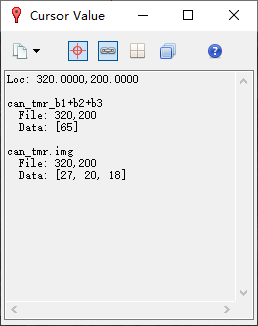 Cursor Value
Loc: 320.0000,200.0000
can_tmr_b1+b2+b3
File: 320,200
Data: [65]
can_tmr.img
File: 320,200
Data: [27, 20, 18]